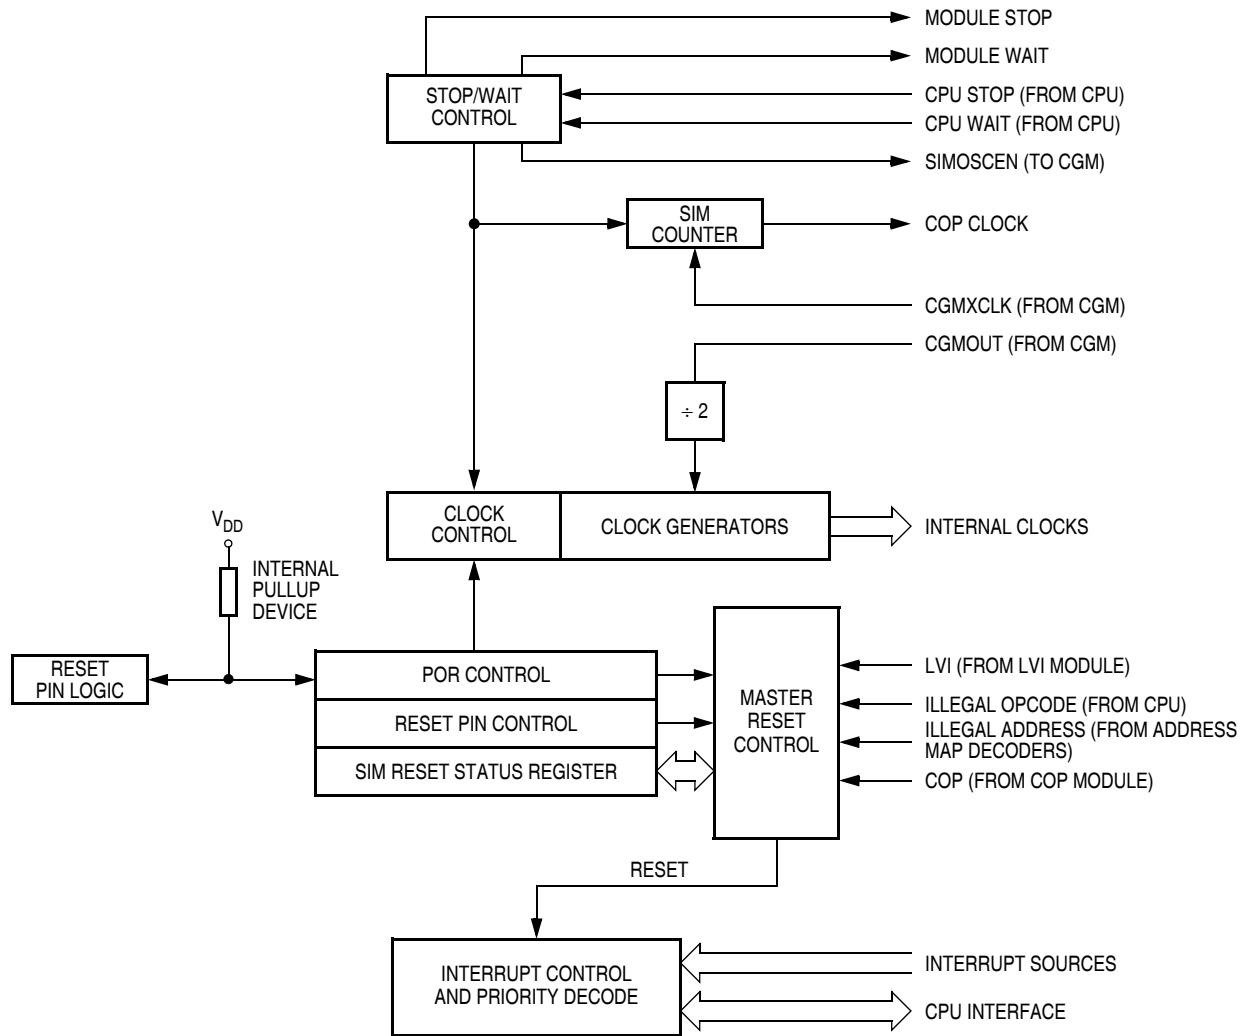 MODULE STOP
MODULE WAIT
STOP/WAIT
CONTROL
CPU STOP (FROM CPU)
CPU WAIT (FROM CPU)
SIMOSCEN (TO CGM)
SIM
COUNTER
COP CLOCK
CGMXCLK (FROM CGM)
CGMOUT (FROM CGM)
÷ 2
CLOCK
CONTROL
CLOCK GENERATORS
INTERNAL CLOCKS
VDD
INTERNAL
PULLUP
DEVICE
RESET
PIN LOGIC
POR CONTROL
RESET PIN CONTROL
SIM RESET STATUS REGISTER
MASTER
RESET
CONTROL
LVI (FROM LVI MODULE)
ILLEGAL OPCODE (FROM CPU)
ILLEGAL ADDRESS (FROM ADDRESS
MAP DECODERS)
COP (FROM COP MODULE)
RESET
INTERRUPT CONTROL
AND PRIORITY DECODE
INTERRUPT SOURCES
CPU INTERFACE